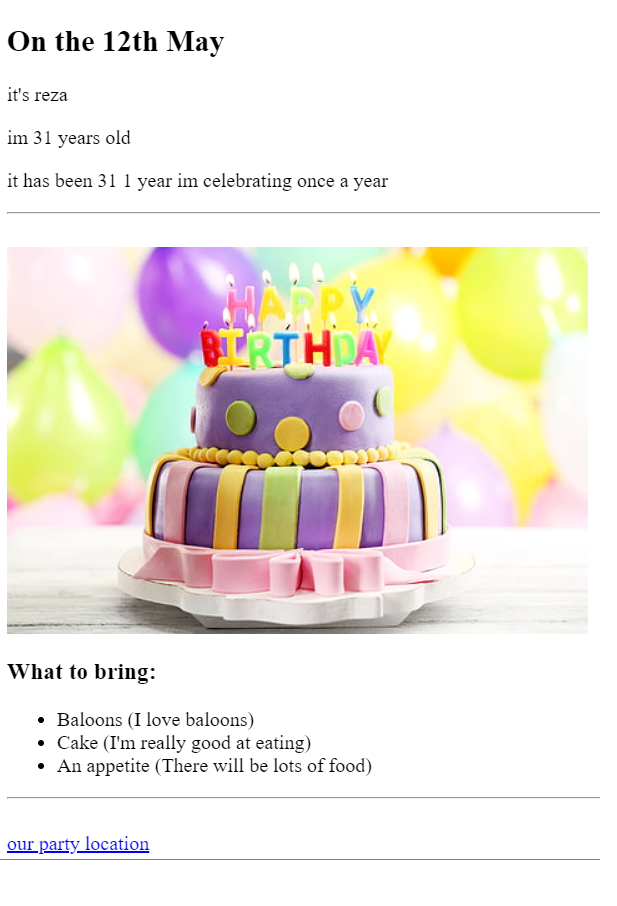 On the 12th May
it's reza
im 31 years old
it has been 31 1 year im celebrating once a year
HAPPY
BIRTHDAY
What to bring:
Baloons (I love baloons)
Cake (I'm really good at eating)
An appetite (There will be lots of food)
our party location